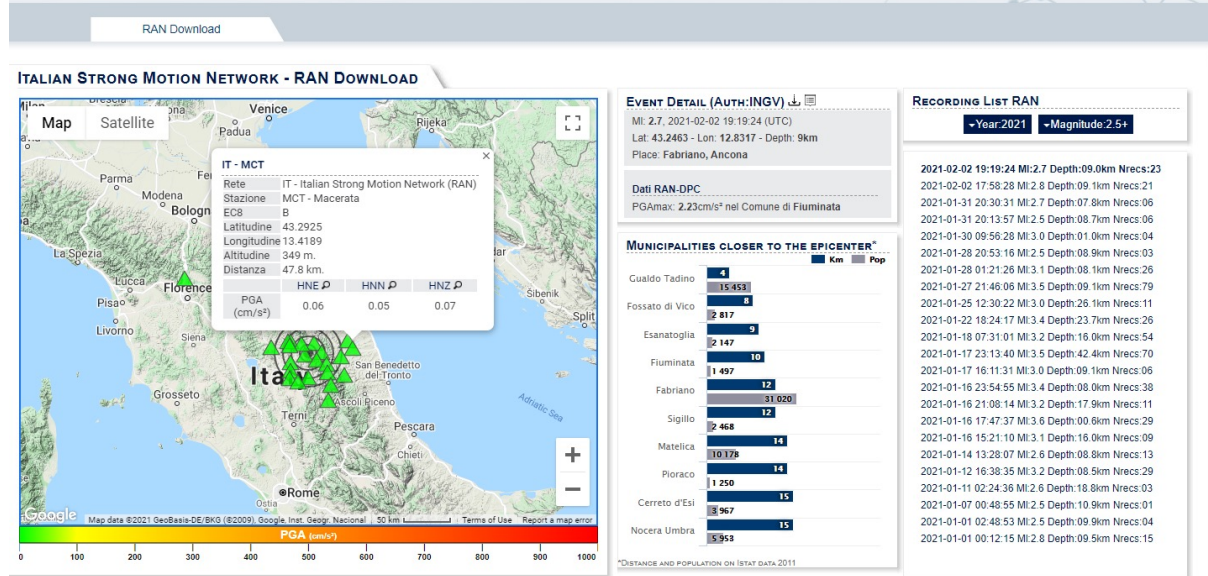 RAN Download
ITALIAN STRONG MOTION NETWORK - RAN DOWNLOAD
Map Satellite
Venice
Padua
Rijeka
Parma
Modena
Bologn
La Spezia
Lucca
Florence
Pisa
Livorno
Siena
Grosseto
Šibenik
Split
San Benedetto
del Tronto
Ascoli Piceno
Terni
Pescara
Chieti
Adriatic Sea
Rome
Ostia
IT - MCT
×
Rete IT - Italian Strong Motion Network (RAN)
Stazione MCT - Macerata
EC8 B
Latitudine 43.2925
Longitudine 13.4189
Altitudine 349 m.
Distanza 47.8 km.
HNE HNN HNZ
PGA (cm/s²) 0.06 0.05 0.07
+
−
Google
Map data ©2021 GeoBasis-DE/BKG (©2009), Google, Inst. Geogr. Nacional 50 km Terms of Use Report a map error
PGA (cm/s²)
0 100 200 300 400 500 600 700 800 900 1000
EVENT DETAIL (AUTH:INGV)
Ml: 2.7, 2021-02-02 19:19:24 (UTC)
Lat: 43.2463 - Lon: 12.8317 - Depth: 9km
Place: Fabriano, Ancona
Dati RAN-DPC
PGAmax: 2.23cm/s² nel Comune di Fiuminata
MUNICIPALITIES CLOSER TO THE EPICENTER*
Km Pop
Gualdo Tadino 4 15 453
Fossato di Vico 8 2 817
Esanatoglia 9 2 147
Fiuminata 10 1 497
Fabriano 12 31 020
Sigillo 12 2 468
Matelica 14 10 178
Pioraco 14 1 250
Cerreto d'Esi 15 3 967
Nocera Umbra 15 5 953
*DISTANCE AND POPULATION ON ISTAT DATA 2011
RECORDING LIST RAN
Year:2021 Magnitude:2.5+
2021-02-02 19:19:24 Ml:2.7 Depth:09.0km Nrecs:23
2021-02-02 17:58:28 Ml:2.8 Depth:09.1km Nrecs:21
2021-01-31 20:30:31 Ml:2.7 Depth:07.8km Nrecs:06
2021-01-31 20:13:57 Ml:2.5 Depth:08.7km Nrecs:06
2021-01-30 09:56:28 Ml:3.0 Depth:01.0km Nrecs:04
2021-01-28 20:53:16 Ml:2.5 Depth:08.9km Nrecs:03
2021-01-28 01:21:26 Ml:3.1 Depth:08.1km Nrecs:26
2021-01-27 21:46:06 Ml:3.5 Depth:09.1km Nrecs:79
2021-01-25 12:30:22 Ml:3.0 Depth:26.1km Nrecs:11
2021-01-22 18:24:17 Ml:3.4 Depth:23.7km Nrecs:26
2021-01-18 07:31:01 Ml:3.2 Depth:16.0km Nrecs:54
2021-01-17 23:13:40 Ml:3.5 Depth:42.4km Nrecs:70
2021-01-17 16:11:31 Ml:3.0 Depth:09.1km Nrecs:06
2021-01-16 23:54:55 Ml:3.4 Depth:08.0km Nrecs:38
2021-01-16 21:08:14 Ml:3.2 Depth:17.9km Nrecs:11
2021-01-16 17:47:37 Ml:3.6 Depth:00.6km Nrecs:29
2021-01-16 15:21:10 Ml:3.1 Depth:16.0km Nrecs:09
2021-01-14 13:28:07 Ml:2.6 Depth:08.8km Nrecs:13
2021-01-12 16:38:35 Ml:3.2 Depth:08.5km Nrecs:29
2021-01-11 02:24:36 Ml:2.6 Depth:18.8km Nrecs:03
2021-01-07 00:48:55 Ml:2.5 Depth:10.9km Nrecs:01
2021-01-01 02:48:53 Ml:2.5 Depth:09.9km Nrecs:04
2021-01-01 00:12:15 Ml:2.8 Depth:09.5km Nrecs:15